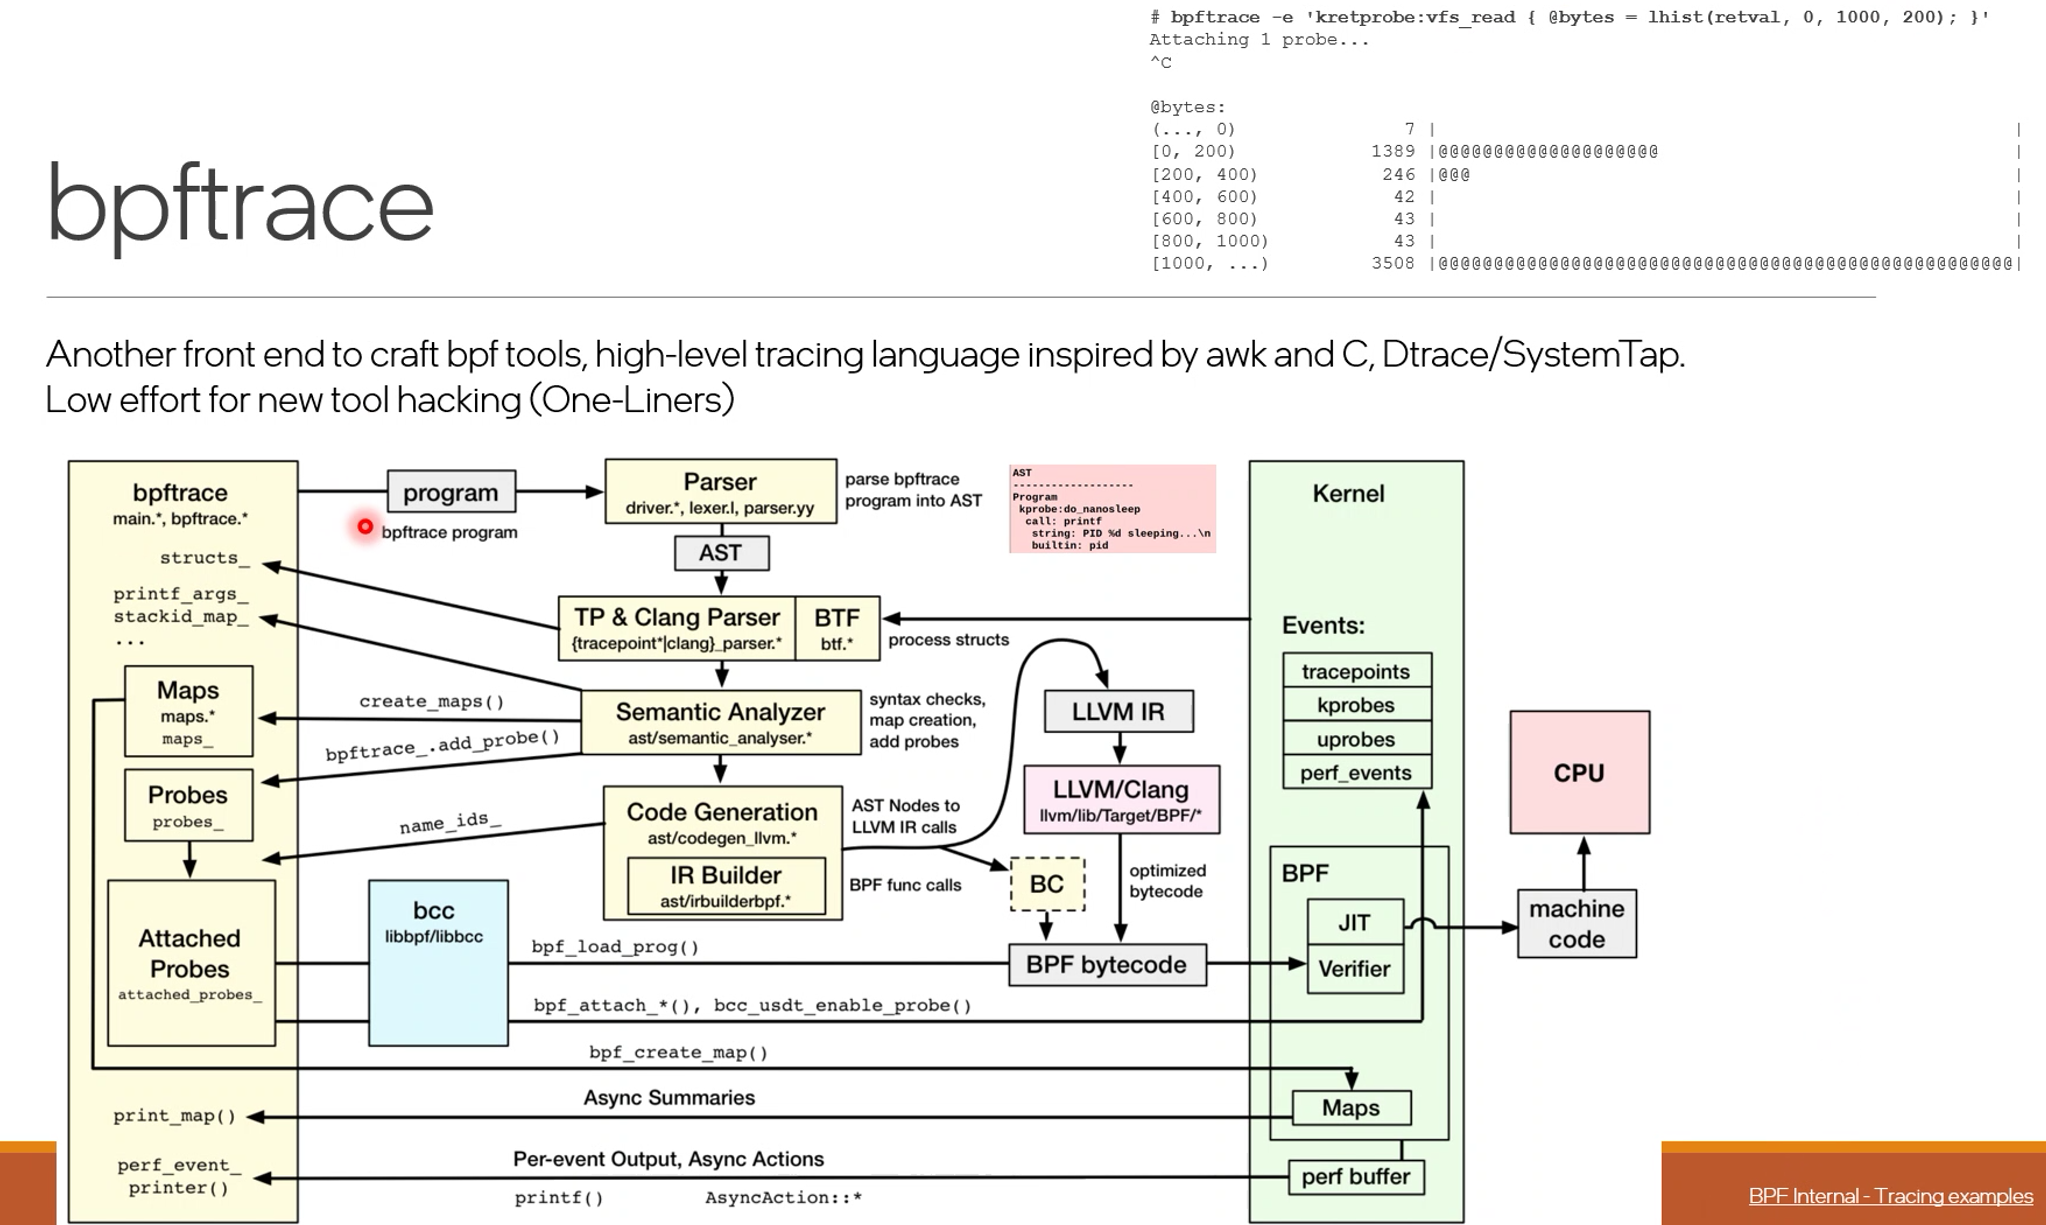 # bpftrace -e 'kretprobe:vfs_read { @bytes = lhist(retval, 0, 1000, 200); }'
Attaching 1 probe...
^C
@bytes:
(..., 0) 7 | |
[0, 200) 1389 |@@@@@@@@@@@@@@@@@@@@ |
[200, 400) 246 |@@@ |
[400, 600) 42 | |
[600, 800) 43 | |
[800, 1000) 43 | |
[1000, ...) 3508 |@@@@@@@@@@@@@@@@@@@@@@@@@@@@@@@@@@@@@@@@@@@@@@@@@@@@|
bpftrace
Another front end to craft bpf tools, high-level tracing language inspired by awk and C, Dtrace/SystemTap.
Low effort for new tool hacking (One-Liners)
bpftrace
main.*, bpftrace.*
structs_
printf_args_
stackid_map_
...
Maps
maps.*
maps_
Probes
probes_
Attached
Probes
attached_probes_
print_map()
perf_event_
printer()
program
bpftrace program
Parser
driver.*, lexer.l, parser.yy
parse bpftrace
program into AST
AST
-------------------
Program
kprobe:do_nanosleep
call: printf
string: PID %d sleeping...\n
builtin: pid
AST
TP & Clang Parser
{tracepoint*|clang}_parser.*
BTF
btf.*
process structs
create_maps()
bpftrace_.add_probe()
name_ids_
Semantic Analyzer
ast/semantic_analyser.*
syntax checks,
map creation,
add probes
Code Generation
ast/codegen_llvm.*
IR Builder
ast/irbuilderbpf.*
AST Nodes to
LLVM IR calls
BPF func calls
LLVM IR
LLVM/Clang
llvm/lib/Target/BPF/*
BC
optimized
bytecode
BPF bytecode
bcc
libbpf/libbcc
bpf_load_prog()
bpf_attach_*(), bcc_usdt_enable_probe()
bpf_create_map()
Async Summaries
Per-event Output, Async Actions
printf() AsyncAction::*
Kernel
Events:
tracepoints
kprobes
uprobes
perf_events
BPF
JIT
Verifier
Maps
perf buffer
CPU
machine
code
BPF Internal - Tracing examples